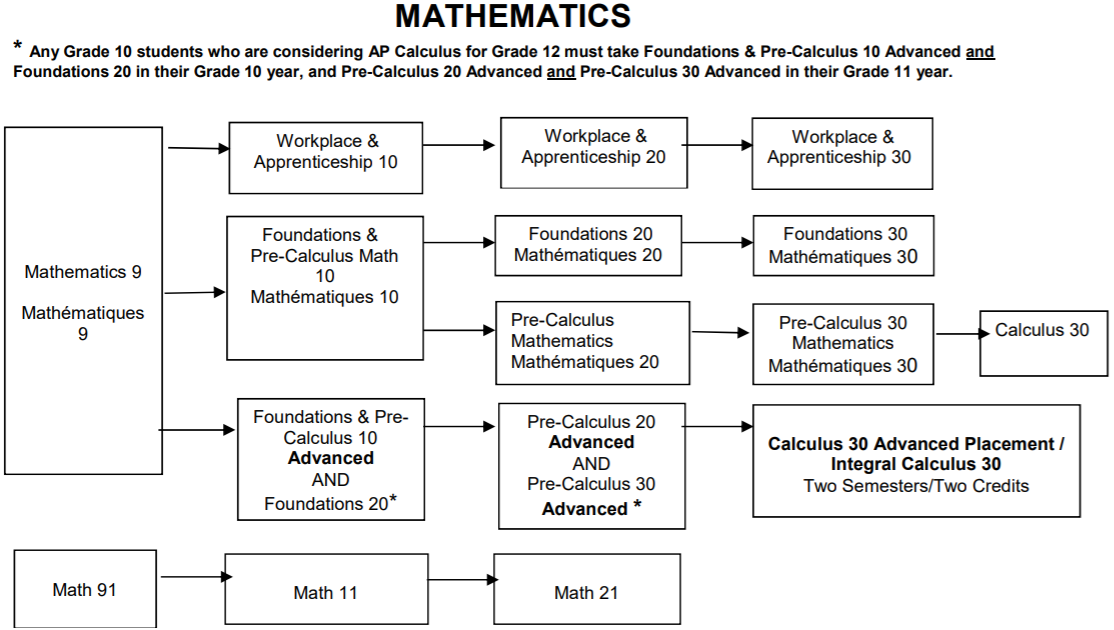 MATHEMATICS
* Any Grade 10 students who are considering AP Calculus for Grade 12 must take Foundations & Pre-Calculus 10 Advanced and
Foundations 20 in their Grade 10 year, and Pre-Calculus 20 Advanced and Pre-Calculus 30 Advanced in their Grade 11 year.
Mathematics 9
Mathématiques
9
Workplace &
Apprenticeship 10
Workplace &
Apprenticeship 20
Workplace &
Apprenticeship 30
Foundations &
Pre-Calculus Math
10
Mathématiques 10
Foundations 20
Mathématiques 20
Foundations 30
Mathématiques 30
Pre-Calculus
Mathematics
Mathématiques 20
Pre-Calculus 30
Mathematics
Mathématiques 30
Calculus 30
Foundations & Pre-
Calculus 10
Advanced
AND
Foundations 20*
Pre-Calculus 20
Advanced
AND
Pre-Calculus 30
Advanced *
Calculus 30 Advanced Placement /
Integral Calculus 30
Two Semesters/Two Credits
Math 91
Math 11
Math 21